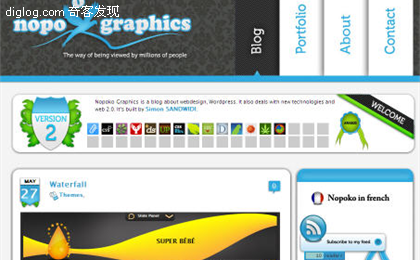 diglog.com 奇客发现
nopo graphics
The way of being viewed by millions of people
Blog
Portfolio
About
Contact
Nopoko Graphics is a blog about webdesign, Wordpress. It also deals with new technologies and
web 2.0. It's built by Simon SANDWIEX.
VERSION
2
WELCOME
MAY
27
Waterfall
Themes,
SUPER BÉBÉ
Nopoko in french
Subscribe to my feed